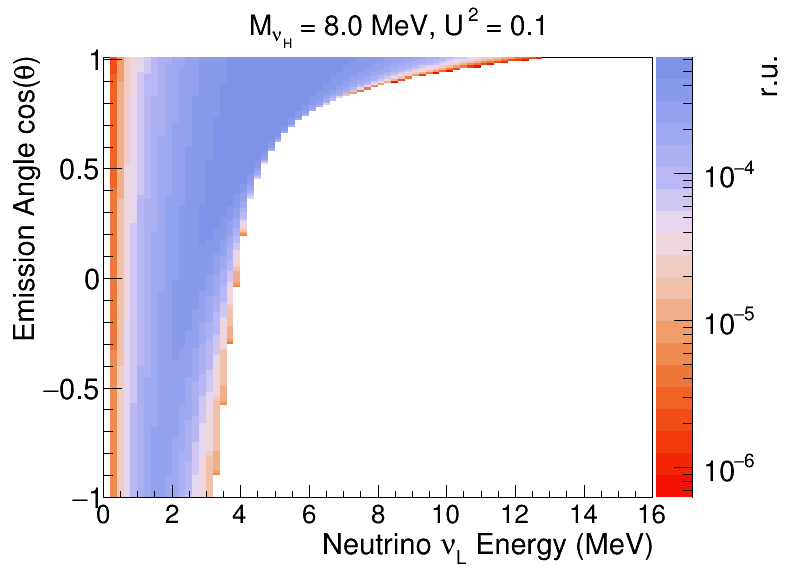 M_{ν_H} = 8.0 MeV, U² = 0.1
r.u.
Emission Angle cos(θ)
1
0.5
0
−0.5
−1
10⁻⁴
10⁻⁵
10⁻⁶
0 2 4 6 8 10 12 14 16
Neutrino ν_L Energy (MeV)